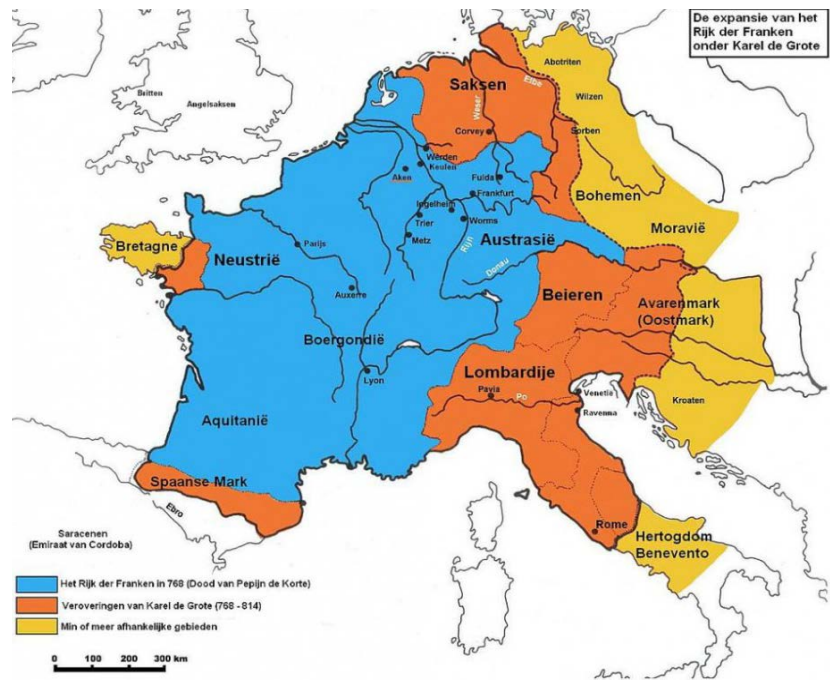 De expansie van het
Rijk der Franken
onder Karel de Grote
Abotriten
Saksen
Elbe
Britten
Wilzen
Weser
Angelsaksen
Corvey
Sorben
Werden
Keulen
Aken
Fulda
Frankfurt
Bohemen
Ingelheim
Trier
Worms
Moravië
Bretagne
Metz
Rijn
Austrasië
Parijs
Neustrië
Donau
Auxerre
Beieren
Avarenmark
(Oostmark)
Boergondië
Lombardije
Lyon
Pavia
Po
Venetië
Kroaten
Ravenna
Aquitanië
Spaanse Mark
Ebro
Rome
Saracenen
(Emiraat van Cordoba)
Hertogdom
Benevento
Het Rijk der Franken in 768 (Dood van Pepijn de Korte)
Veroveringen van Karel de Grote (768 - 814)
Min of meer afhankelijke gebieden
0 100 300 km